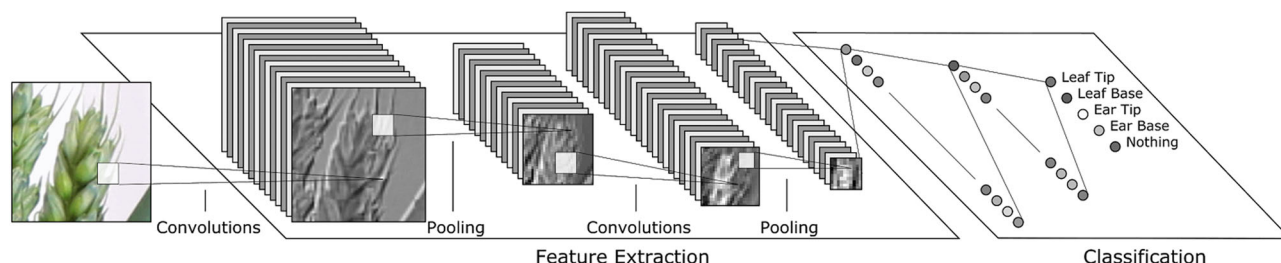 Leaf Tip
Leaf Base
Ear Tip
Ear Base
Nothing
Convolutions
Pooling
Convolutions
Pooling
Feature Extraction
Classification